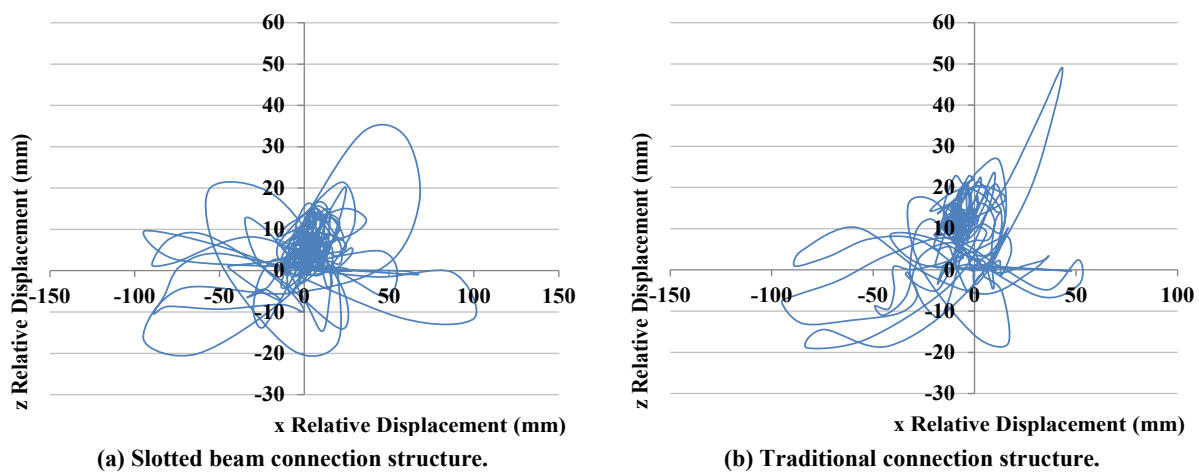 60
50
40
30
20
10
0
-10
-20
-30
-150 -100 -50 0 50 100 150
z Relative Displacement (mm)
x Relative Displacement (mm)
(a) Slotted beam connection structure.
60
50
40
30
20
10
0
-10
-20
-30
-150 -100 -50 0 50 100
z Relative Displacement (mm)
x Relative Displacement (mm)
(b) Traditional connection structure.